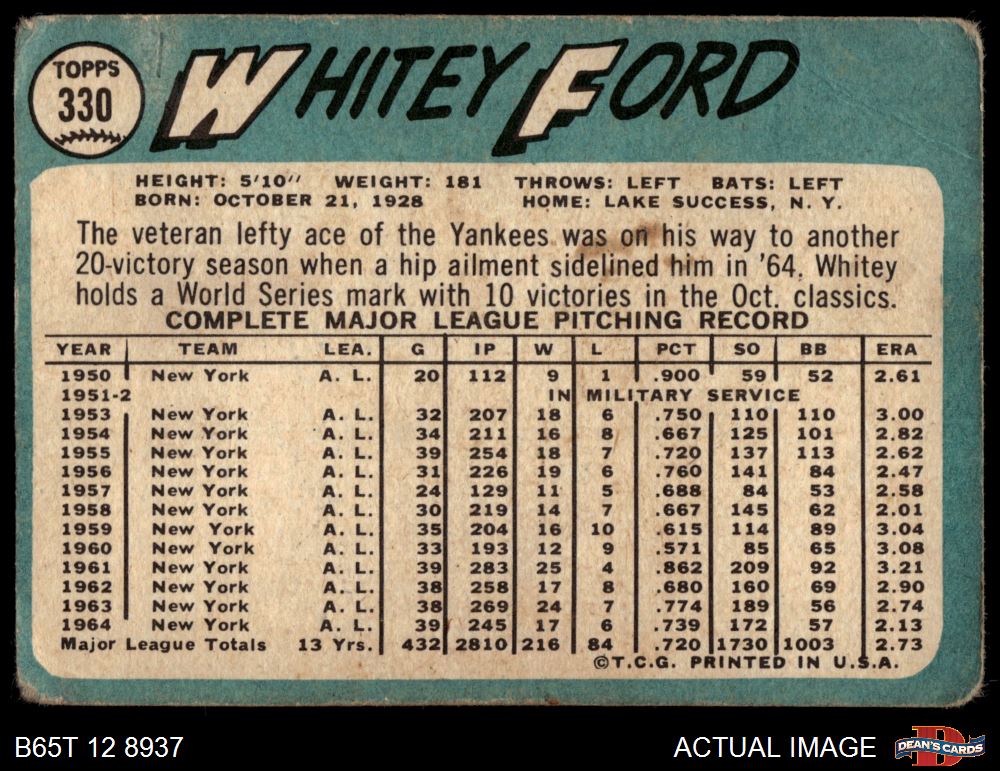 TOPPS
330
WHITEY FORD
HEIGHT: 5'10" WEIGHT: 181 THROWS: LEFT BATS: LEFT
BORN: OCTOBER 21, 1928 HOME: LAKE SUCCESS, N. Y.
The veteran lefty ace of the Yankees was on his way to another
20-victory season when a hip ailment sidelined him in '64. Whitey
holds a World Series mark with 10 victories in the Oct. classics.
COMPLETE MAJOR LEAGUE PITCHING RECORD
YEAR TEAM LEA. G IP W L PCT SO BB ERA
1950 New York A. L. 20 112 9 1 .900 59 52 2.61
1951-2 IN MILITARY SERVICE
1953 New York A. L. 32 207 18 6 .750 110 110 3.00
1954 New York A. L. 34 211 16 8 .667 125 101 2.82
1955 New York A. L. 39 254 18 7 .720 137 113 2.62
1956 New York A. L. 31 226 19 6 .760 141 84 2.47
1957 New York A. L. 24 129 11 5 .688 84 53 2.58
1958 New York A. L. 30 219 14 7 .667 145 62 2.01
1959 New York A. L. 35 204 16 10 .615 114 89 3.04
1960 New York A. L. 33 193 12 9 .571 85 65 3.08
1961 New York A. L. 39 283 25 4 .862 209 92 3.21
1962 New York A. L. 38 258 17 8 .680 160 69 2.90
1963 New York A. L. 38 269 24 7 .774 189 56 2.74
1964 New York A. L. 39 245 17 6 .739 172 57 2.13
Major League Totals 13 Yrs. 432 2810 216 84 .720 1730 1003 2.73
©T.C.G. PRINTED IN U.S.A.
B65T 12 8937 ACTUAL IMAGE D DEAN'S CARDS